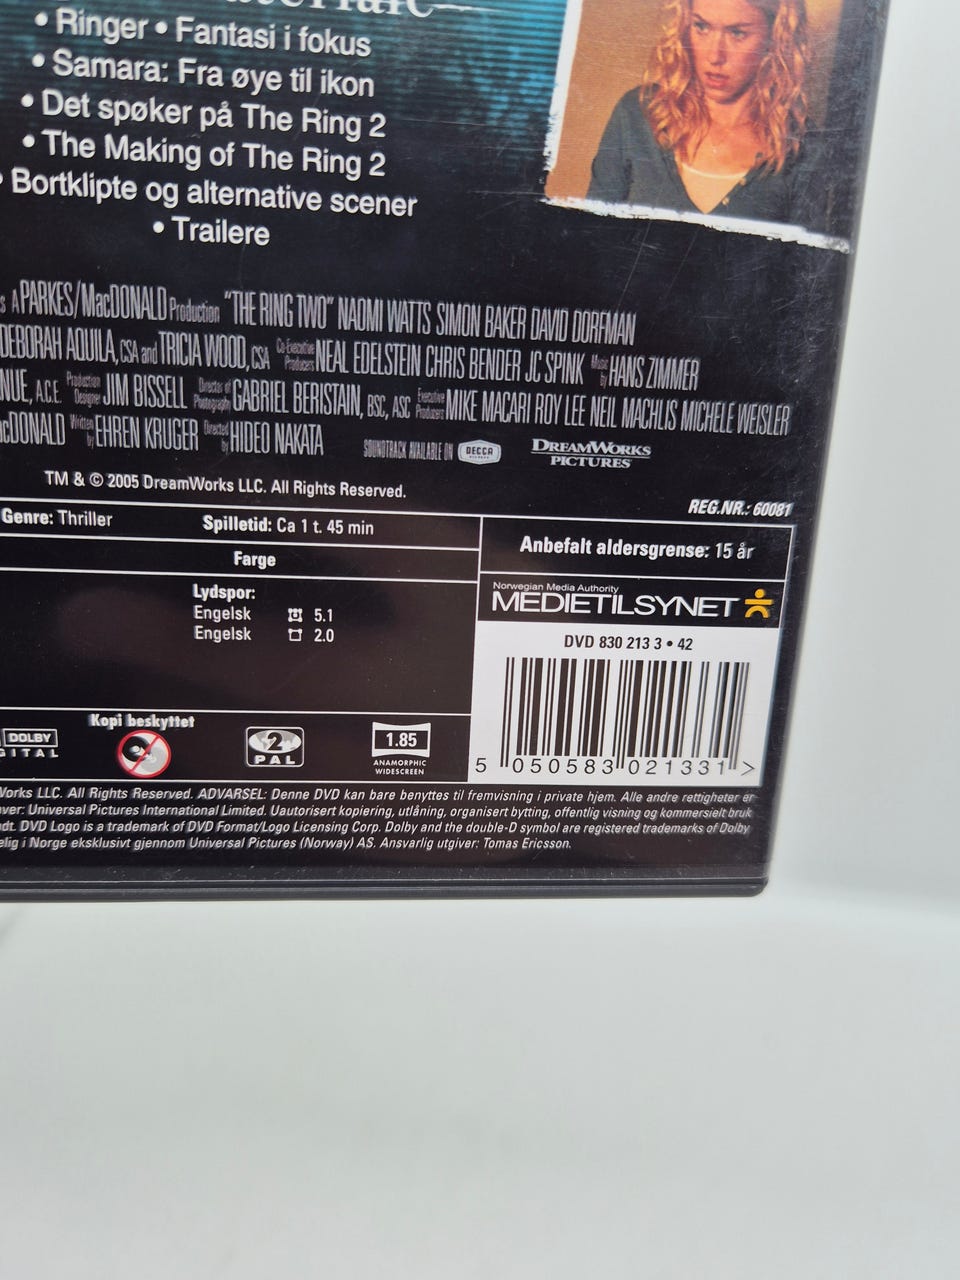 • Ringer • Fantasi i fokus
• Samara: Fra øye til ikon
• Det spøker på The Ring 2
• The Making of The Ring 2
• Bortklipte og alternative scener
• Trailere
A PARKES/MacDONALD Production "THE RING TWO" NAOMI WATTS SIMON BAKER DAVID DORFMAN
DEBORAH AQUILA, CSA and TRICIA WOOD, CSA Co-Executive Producers NEAL EDELSTEIN CHRIS BENDER JC SPINK Music by HANS ZIMMER
NUE, A.C.E. Production Designer JIM BISSELL Director of Photography GABRIEL BERISTAIN, BSC, ASC Executive Producers MIKE MACARI ROY LEE NEIL MACHLIS MICHELE WEISLER
cDONALD Written by EHREN KRUGER Directed by HIDEO NAKATA SOUNDTRACK AVAILABLE ON DECCA DREAMWORKS PICTURES
TM & © 2005 DreamWorks LLC. All Rights Reserved.
REG.NR.: 60081
Genre: Thriller Spilletid: Ca 1 t. 45 min
Anbefalt aldersgrense: 15 år
Farge
Norwegian Media Authority
MEDIETILSYNET
Lydspor:
Engelsk 5.1
Engelsk 2.0
DVD 830 213 3 • 42
5 050583 021331 >
Kopi beskyttet
DOLBY
GITAL
2
PAL
1.85
ANAMORPHIC
WIDESCREEN
Works LLC. All Rights Reserved. ADVARSEL: Denne DVD kan bare benyttes til fremvisning i private hjem. Alle andre rettigheter er
ver: Universal Pictures International Limited. Uautorisert kopiering, utlåning, organisert bytting, offentlig visning og kommersielt bruk
dt. DVD Logo is a trademark of DVD Format/Logo Licensing Corp. Dolby and the double-D symbol are registered trademarks of Dolby
elig i Norge eksklusivt gjennom Universal Pictures (Norway) AS. Ansvarlig utgiver: Tomas Ericsson.